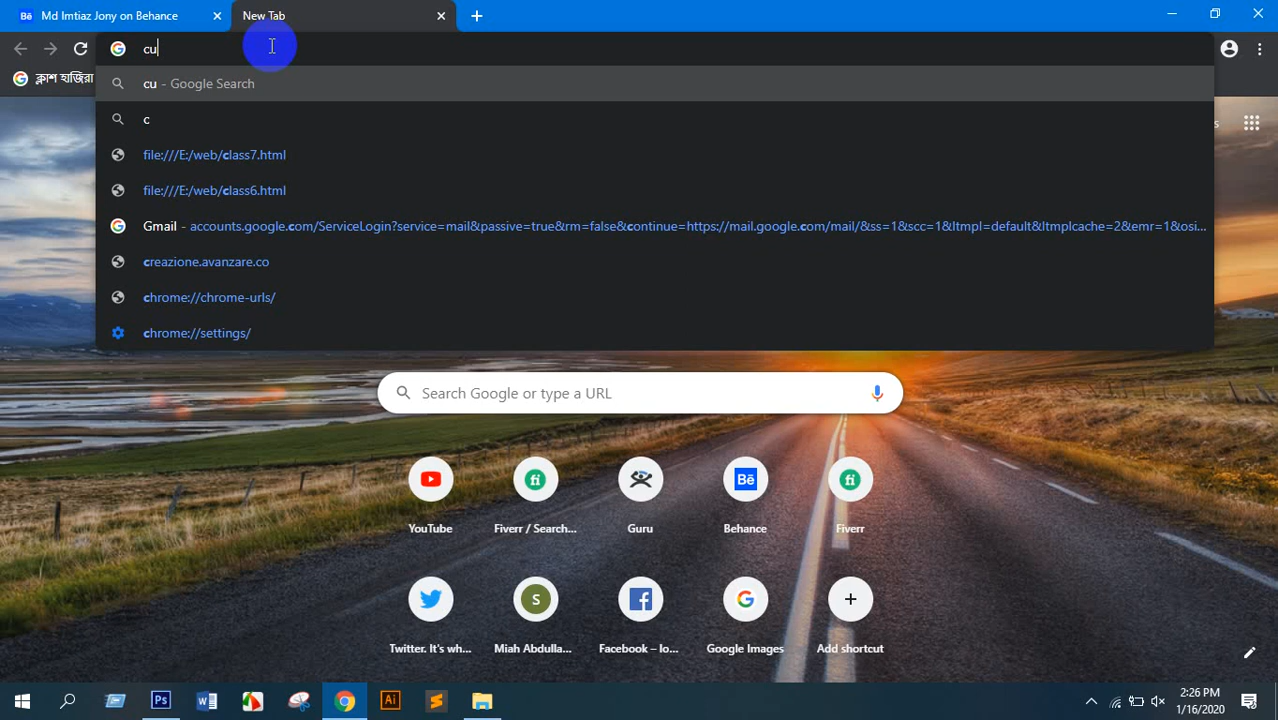 Md Imtiaz Jony on Behance
New Tab
cu
ক্লাশ হাজিরা
cu - Google Search
c
file:///E:/web/class7.html
file:///E:/web/class6.html
Gmail - accounts.google.com/ServiceLogin?service=mail&passive=true&rm=false&continue=https://mail.google.com/mail/&ss=1&scc=1&ltmpl=default&ltmplcache=2&emr=1&osi...
creazione.avanzare.co
chrome://chrome-urls/
chrome://settings/
Search Google or type a URL
YouTube
Fiverr / Search...
Guru
Behance
Fiverr
Twitter. It's wh...
Miah Abdulla...
Facebook – lo...
Google Images
Add shortcut
2:26 PM
1/16/2020